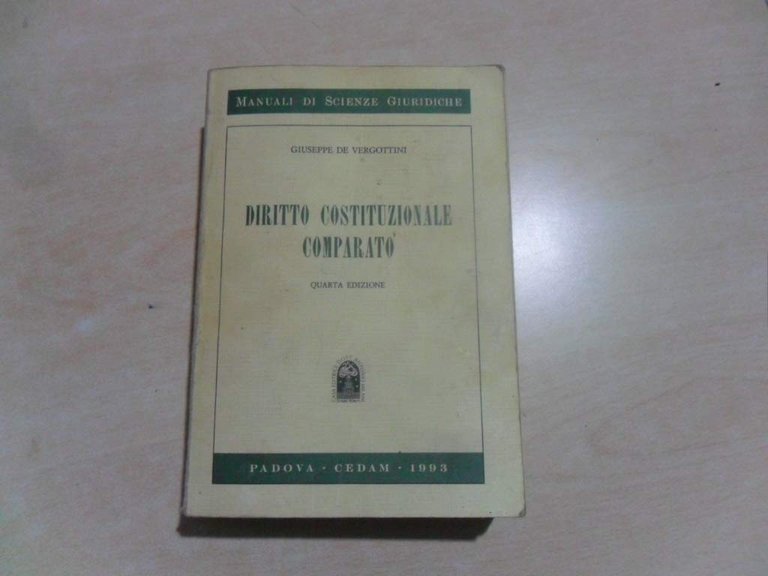 MANUALI DI SCIENZE GIURIDICHE
GIUSEPPE DE VERGOTTINI
DIRITTO COSTITUZIONALE
COMPARATO
QUARTA EDIZIONE
PADOVA · CEDAM · 1993